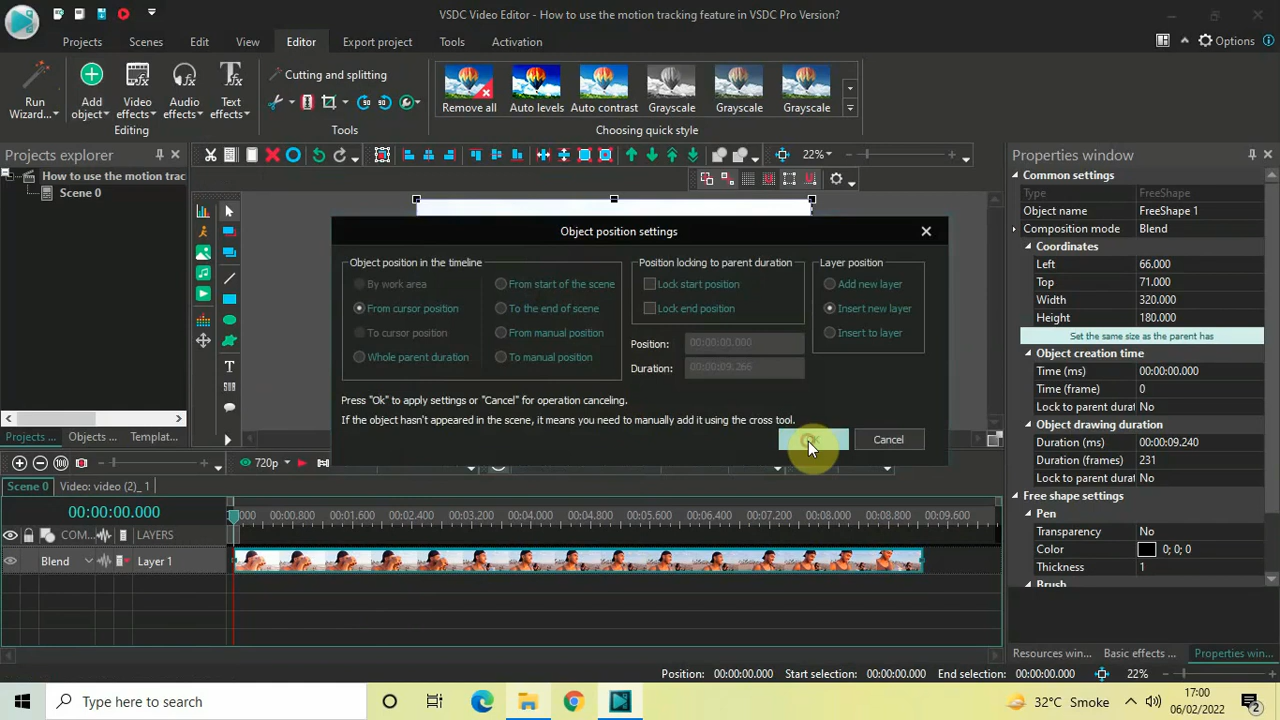 VSDC Video Editor - How to use the motion tracking feature in VSDC Pro Version?
Projects Scenes Edit View Editor Export project Tools Activation Options
Run Wizard...
Add object
Video effects
Audio effects
Text effects
Editing
Cutting and splitting
Tools
Remove all
Auto levels
Auto contrast
Grayscale
Grayscale
Grayscale
Choosing quick style
Projects explorer
How to use the motion trac
Scene 0
Projects ... Objects ... Templat...
22%
Object position settings
Object position in the timeline
By work area
From cursor position
To cursor position
Whole parent duration
From start of the scene
To the end of scene
From manual position
To manual position
Position locking to parent duration
Lock start position
Lock end position
Position: 00:00:00.000
Duration: 00:00:09.266
Layer position
Add new layer
Insert new layer
Insert to layer
Press "Ok" to apply settings or "Cancel" for operation canceling.
If the object hasn't appeared in the scene, it means you need to manually add it using the cross tool.
Cancel
Properties window
Common settings
Type FreeShape
Object name FreeShape 1
Composition mode Blend
Coordinates
Left 66.000
Top 71.000
Width 320.000
Height 180.000
Set the same size as the parent has
Object creation time
Time (ms) 00:00:00.000
Time (frame) 0
Lock to parent durat No
Object drawing duration
Duration (ms) 00:00:09.240
Duration (frames) 231
Lock to parent durat No
Free shape settings
Pen
Transparency No
Color 0; 0; 0
Thickness 1
Brush
Resources win... Basic effects ... Properties win...
720p
Scene 0 Video: video (2)_ 1
00:00:00.000
000 00:00.800 00:01.600 00:02.400 00:03.200 00:04.000 00:04.800 00:05.600 00:06.400 00:07.200 00:08.000 00:08.800 00:09.600
COM... LAYERS
Blend Layer 1
Position: 00:00:00.000 Start selection: 00:00:00.000 End selection: 00:00:00.000 22%
Type here to search
32°C Smoke
17:00
06/02/2022
2